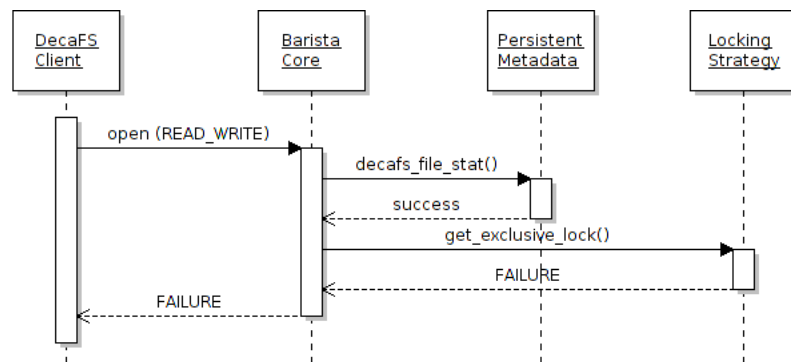 DecaFS
Client
Barista
Core
Persistent
Metadata
Locking
Strategy
open (READ_WRITE)
decafs_file_stat()
success
get_exclusive_lock()
FAILURE
FAILURE